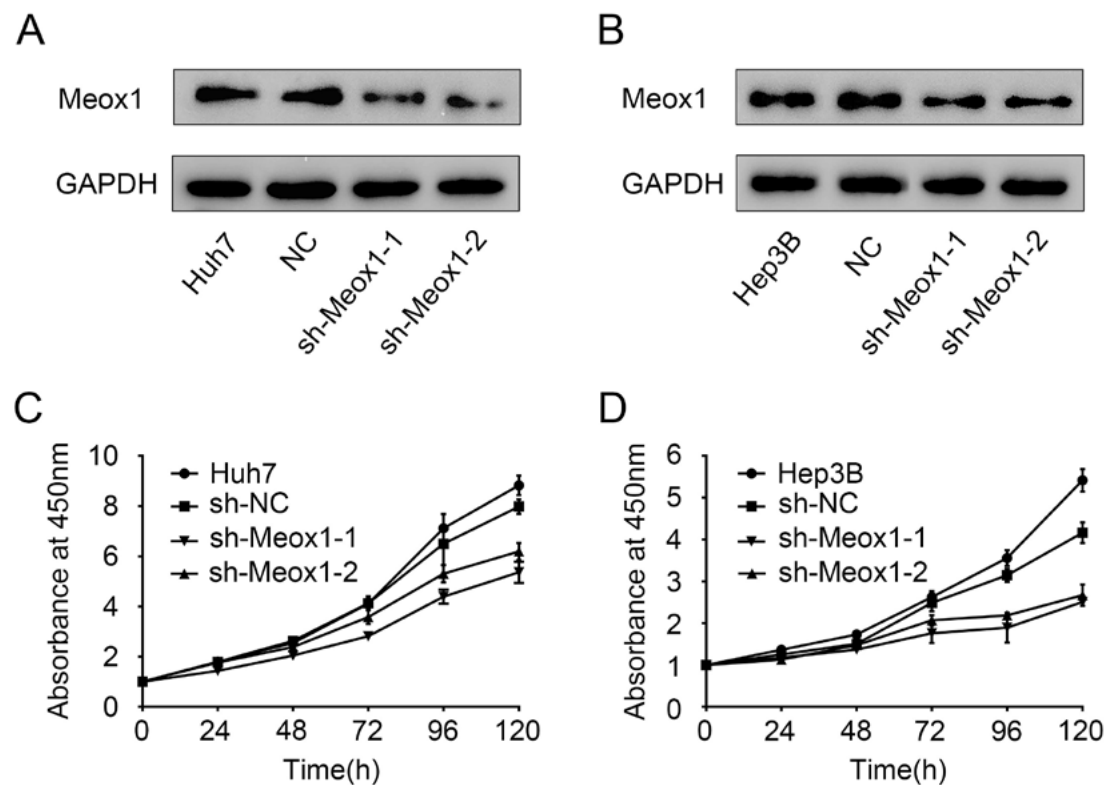 A
Meox1
GAPDH
Huh7
NC
sh-Meox1-1
sh-Meox1-2
B
Meox1
GAPDH
Hep3B
NC
sh-Meox1-1
sh-Meox1-2
C
Absorbance at 450nm
10
8
6
4
2
0
Huh7
sh-NC
sh-Meox1-1
sh-Meox1-2
0 24 48 72 96 120
Time(h)
D
Absorbance at 450nm
6
5
4
3
2
1
0
Hep3B
sh-NC
sh-Meox1-1
sh-Meox1-2
0 24 48 72 96 120
Time(h)